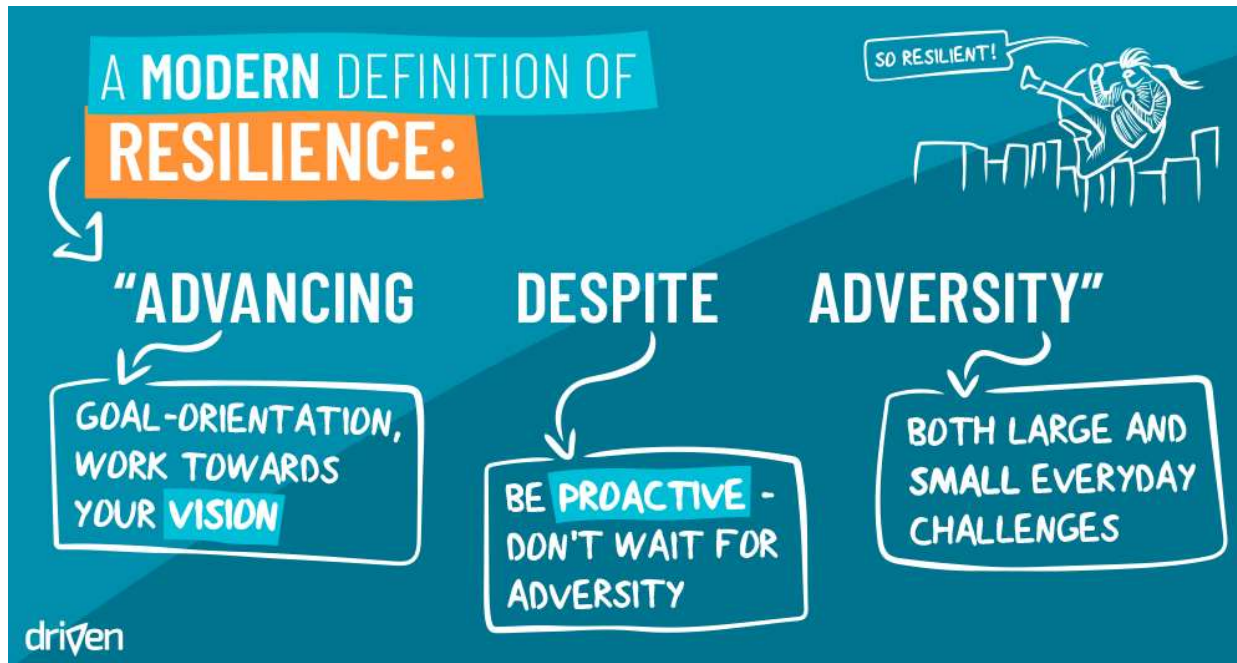 A MODERN DEFINITION OF
RESILIENCE:
SO RESILIENT!
"ADVANCING DESPITE ADVERSITY"
GOAL-ORIENTATION,
WORK TOWARDS
YOUR VISION
BE PROACTIVE -
DON'T WAIT FOR
ADVERSITY
BOTH LARGE AND
SMALL EVERYDAY
CHALLENGES
driven